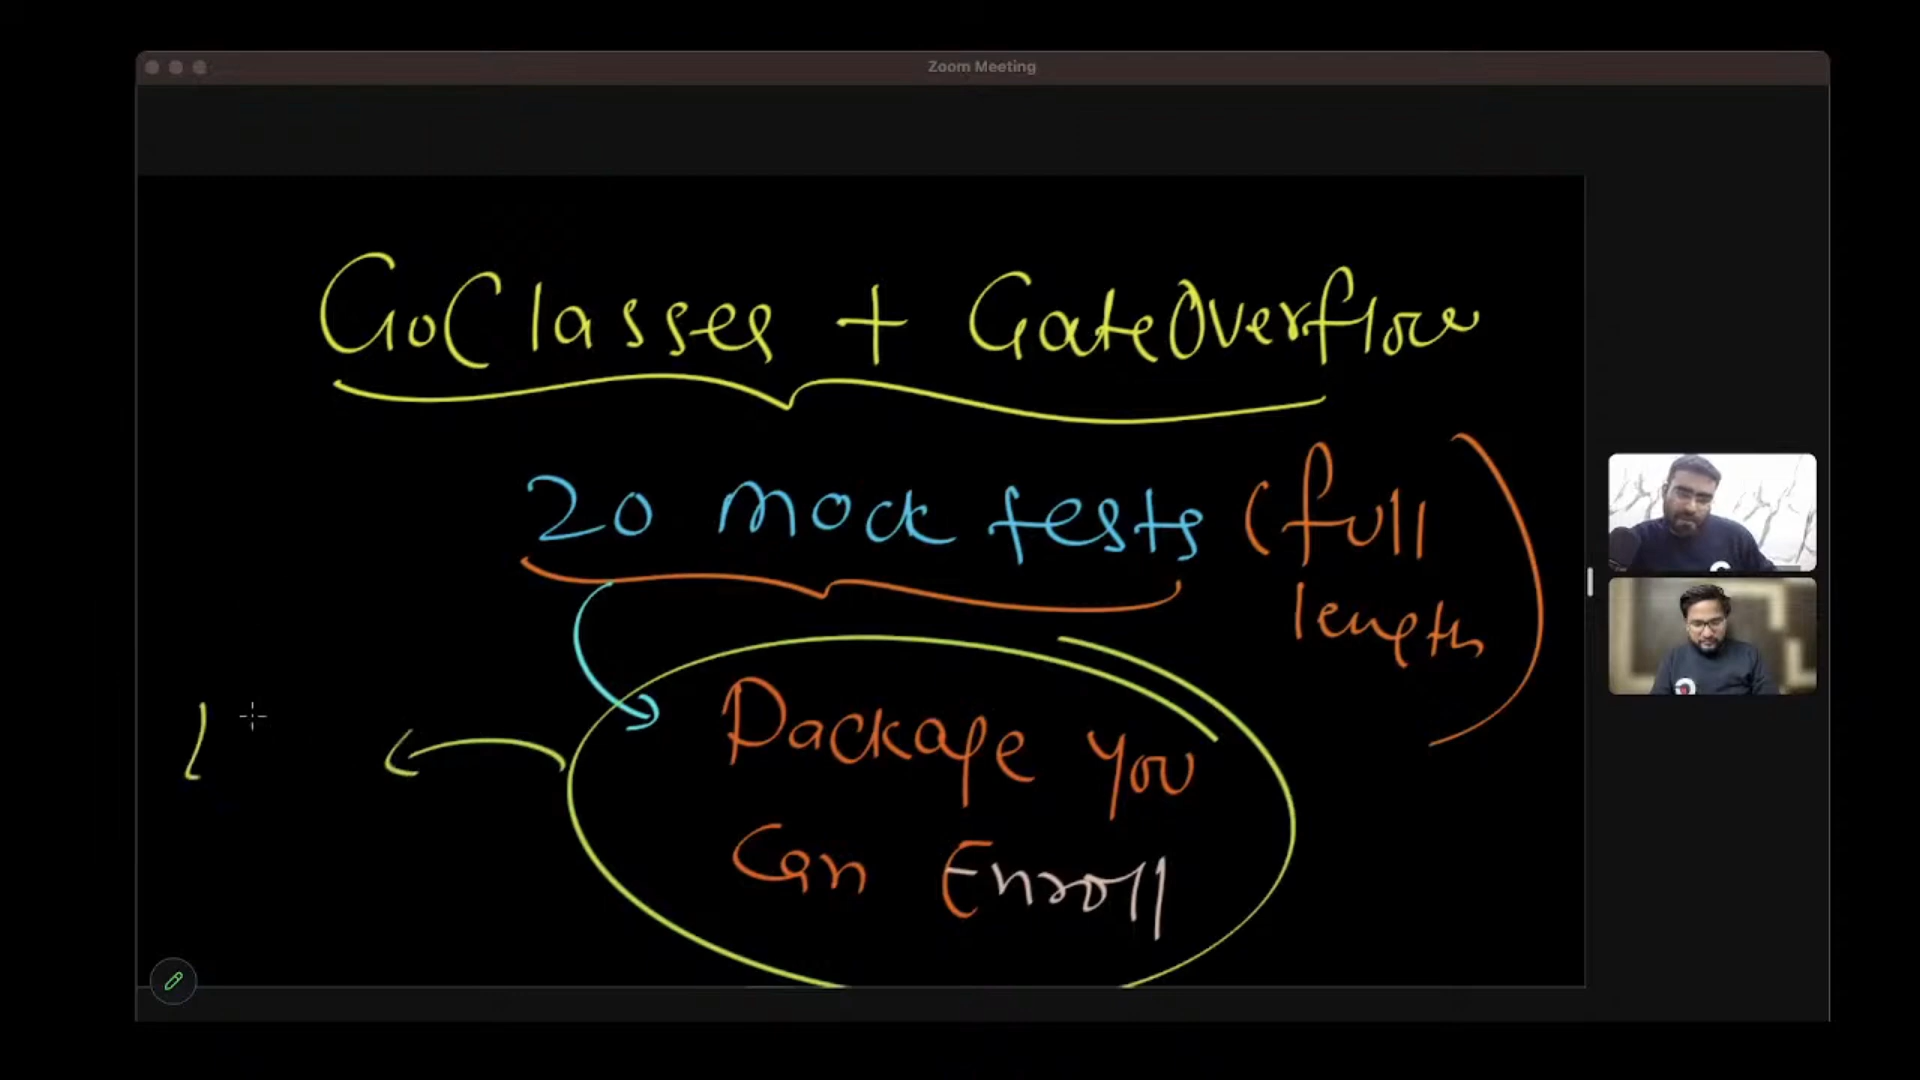 Zoom Meeting
GoClasses + GateOverflow
20 mock tests (full
length)
Package you
Can Enroll